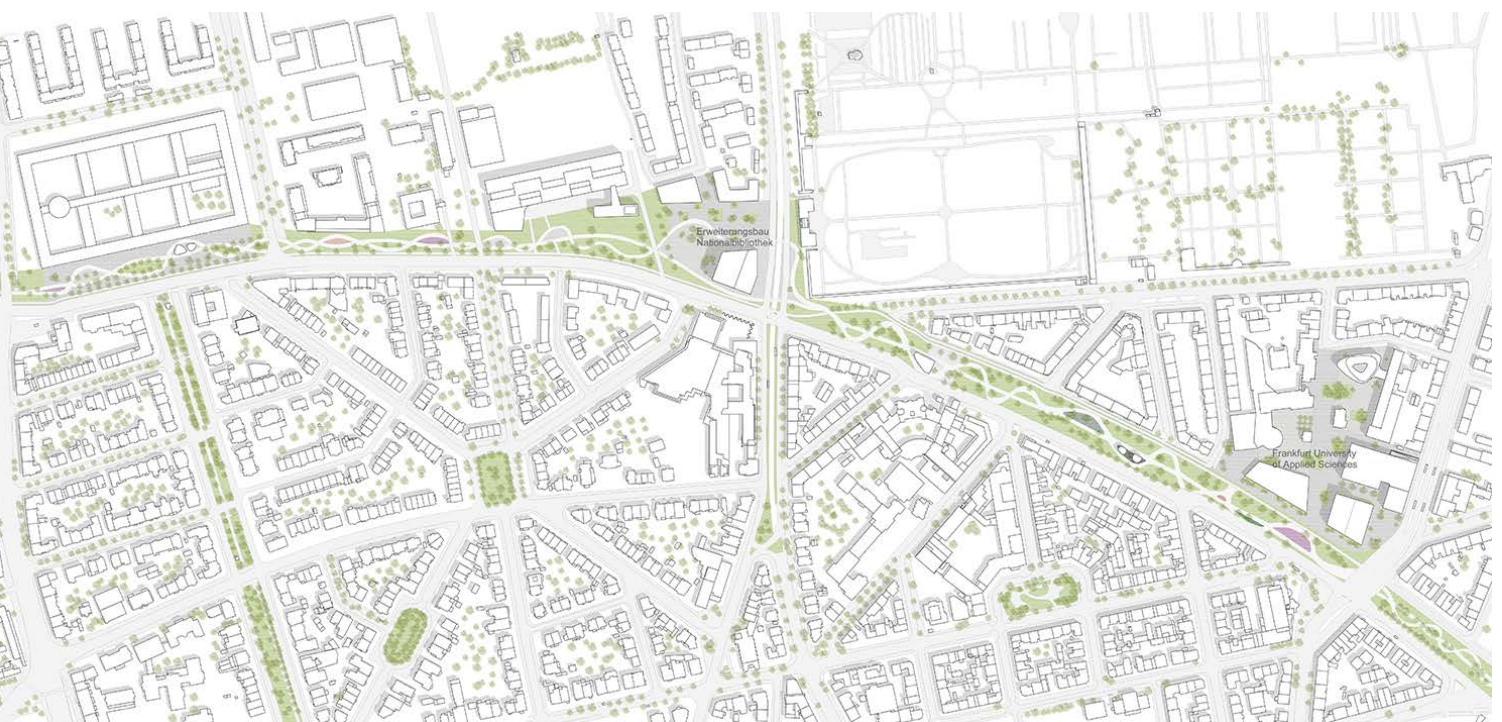 Erweiterungsbau
Nationalbibliothek
Frankfurt University
of Applied Sciences